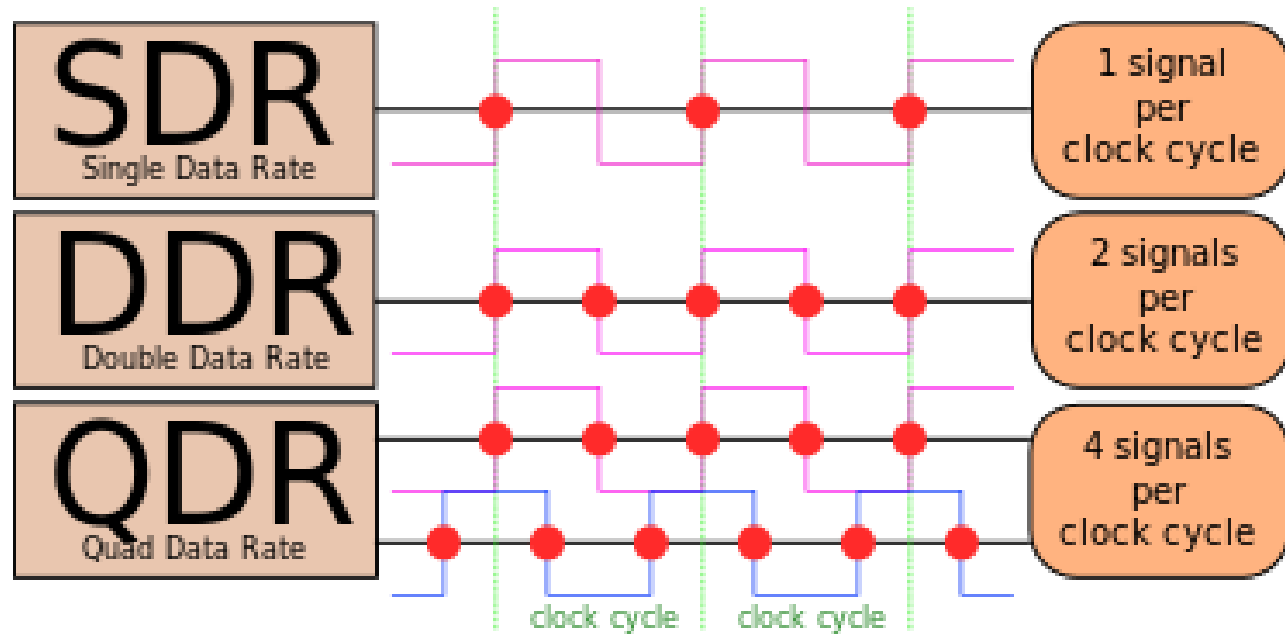 SDR
Single Data Rate
1 signal
per
clock cycle
DDR
Double Data Rate
2 signals
per
clock cycle
QDR
Quad Data Rate
4 signals
per
clock cycle
clock cycle
clock cycle